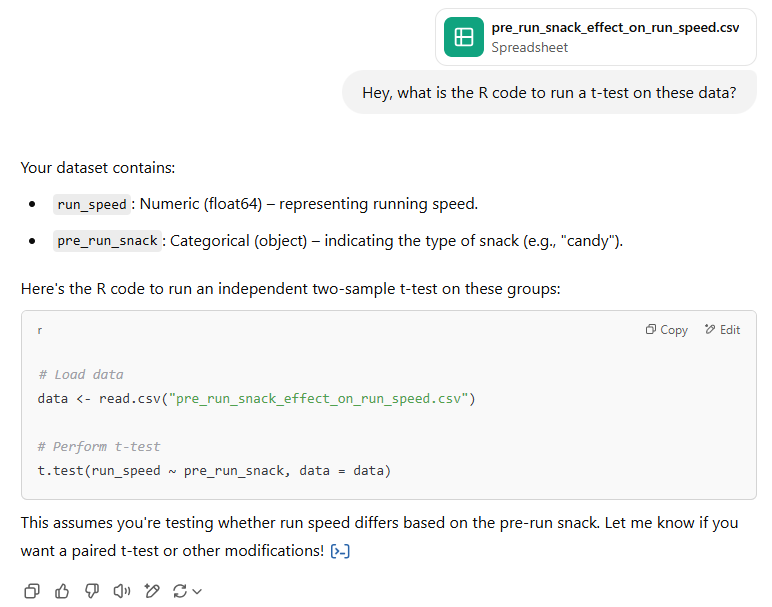 pre_run_snack_effect_on_run_speed.csv
Spreadsheet
Hey, what is the R code to run a t-test on these data?
Your dataset contains:
run_speed: Numeric (float64) – representing running speed.
pre_run_snack: Categorical (object) – indicating the type of snack (e.g., "candy").
Here's the R code to run an independent two-sample t-test on these groups:
r Copy Edit
# Load data
data <- read.csv("pre_run_snack_effect_on_run_speed.csv")
# Perform t-test
t.test(run_speed ~ pre_run_snack, data = data)
This assumes you're testing whether run speed differs based on the pre-run snack. Let me know if you
want a paired t-test or other modifications!